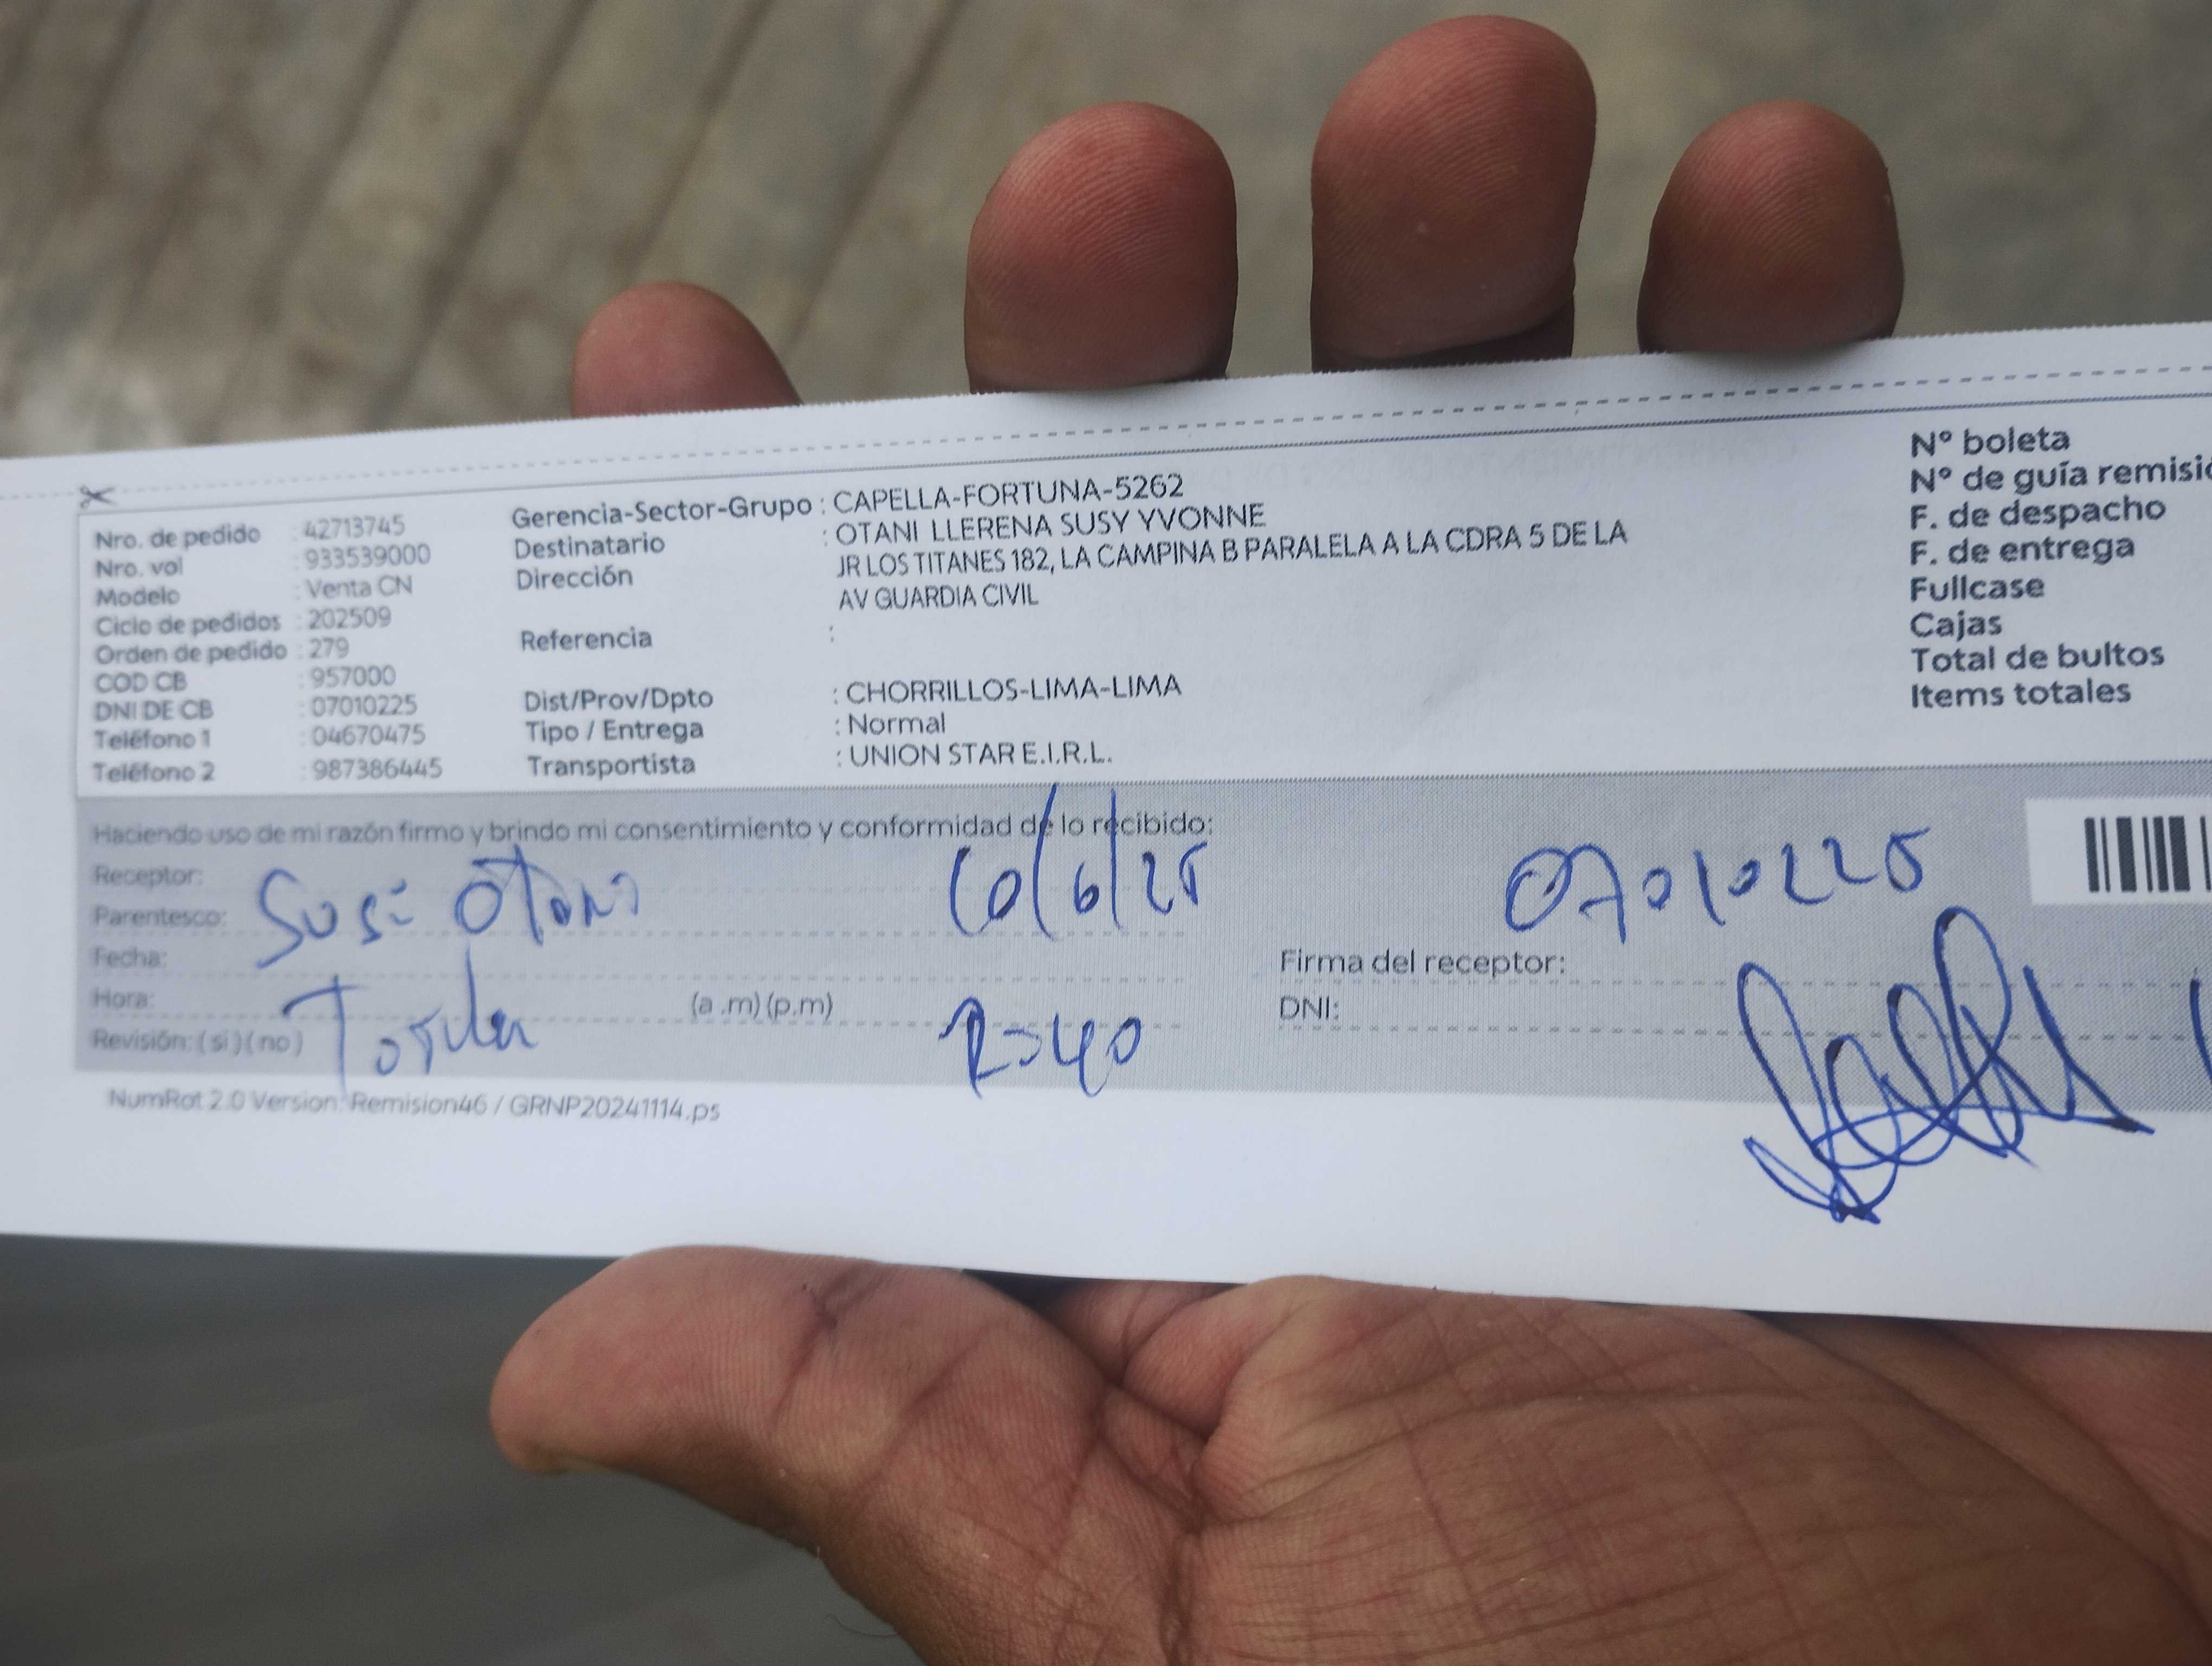 Nro. de pedido : 42713745
Nro. vol : 933539000
Modelo : Venta CN
Ciclo de pedidos : 202509
Orden de pedido : 279
COD CB : 957000
DNI DE CB : 07010225
Teléfono 1 : 04670475
Teléfono 2 : 987386445
Gerencia-Sector-Grupo : CAPELLA-FORTUNA-5262
Destinatario : OTANI LLERENA SUSY YVONNE
Dirección JR LOS TITANES 182, LA CAMPINA B PARALELA A LA CDRA 5 DE LA
AV GUARDIA CIVIL
Referencia :
Dist/Prov/Dpto : CHORRILLOS-LIMA-LIMA
Tipo / Entrega : Normal
Transportista : UNION STAR E.I.R.L.
N° boleta
N° de guía remisió
F. de despacho
F. de entrega
Fullcase
Cajas
Total de bultos
Items totales
Haciendo uso de mi razón firmo y brindo mi consentimiento y conformidad de lo recibido:
Receptor:
Parentesco: Susi Otani 10/6/25 07010225
Fecha:
Hora: (a .m) (p.m)
Revisión: ( si ) ( no ) 2:40
Firma del receptor:
DNI:
NumRot 2.0 Version: Remision46 / GRNP20241114.ps